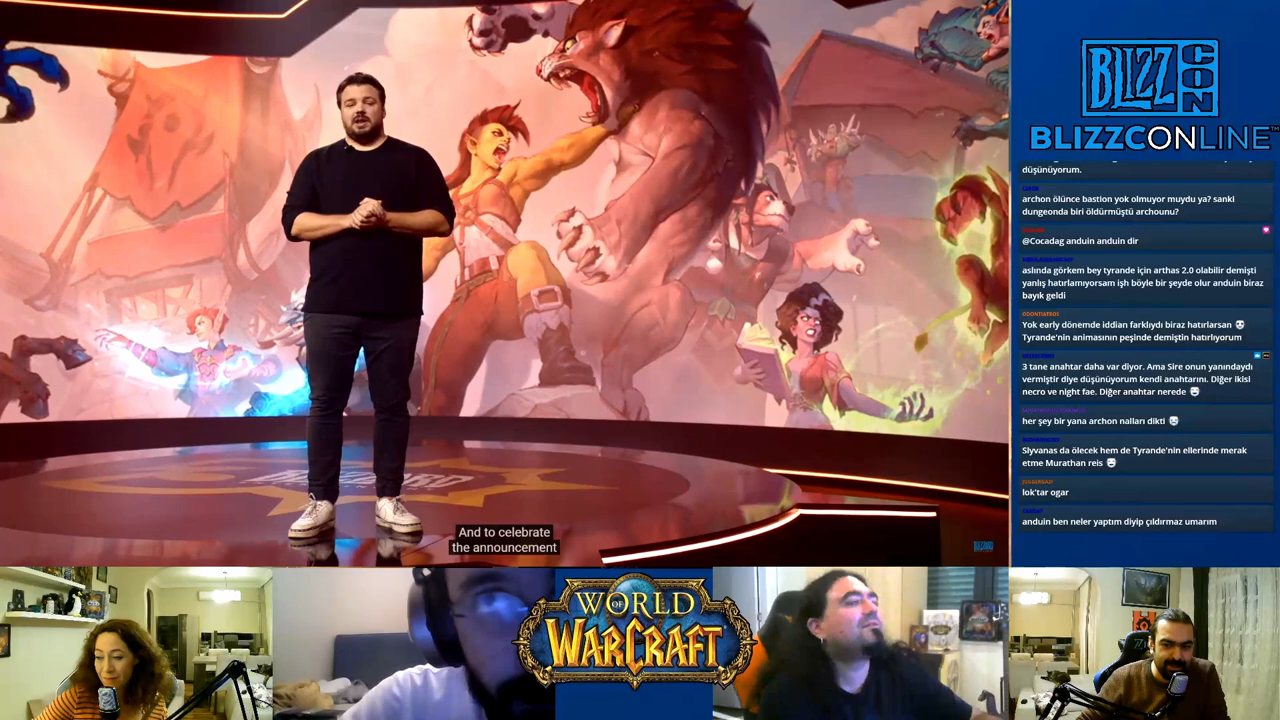 BLIZZ
CON
BLIZZCONLINE™
düşünüyorum.
archon ölünce bastion yok olmuyor muydu ya? sanki
dungeonda biri öldürmüştü archounu?
@Cocadag anduin anduin dir
aslında görkem bey tyrande için arthas 2.0 olabilir demişti
yanlış hatırlamıyorsam işh böyle bir şeyde olur anduin biraz
bayık geldi
Yok early dönemde iddian farklıydı biraz hatırlarsan
Tyrande'nin animasının peşinde demiştin hatırlıyorum
3 tane anahtar daha var diyor. Ama Sire onun yanındaydı
vermiştir diye düşünüyorum kendi anahtarını. Diğer ikisi
necro ve night fae. Diğer anahtar nerede
her şey bir yana archon nalları dikti
Slyvanas da ölecek hem de Tyrande'nin ellerinde merak
etme Murathan reis
lok'tar ogar
anduin ben neler yaptım diyip çıldırmaz umarım
And to celebrate
the announcement
BLIZZARD
WORLD
OF
WARCRAFT